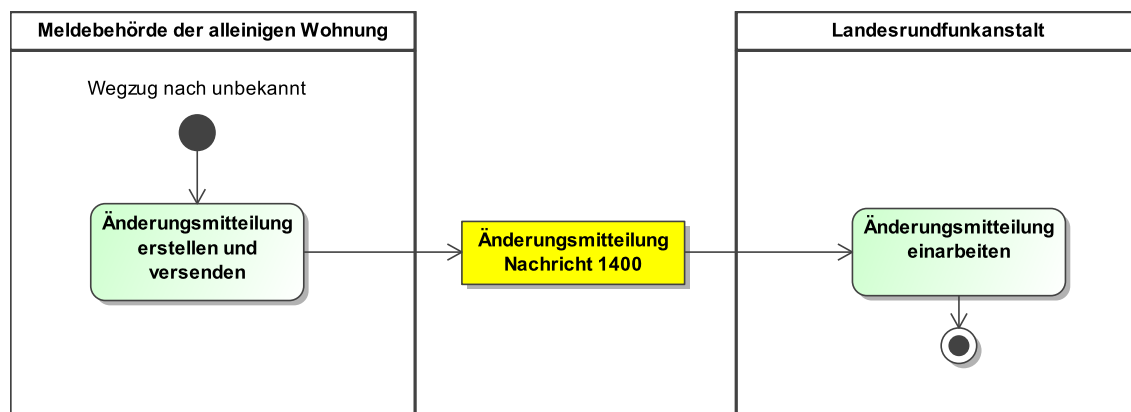 Meldebehörde der alleinigen Wohnung
Landesrundfunkanstalt
Wegzug nach unbekannt
Änderungsmitteilung
erstellen und
versenden
Änderungsmitteilung
Nachricht 1400
Änderungsmitteilung
einarbeiten